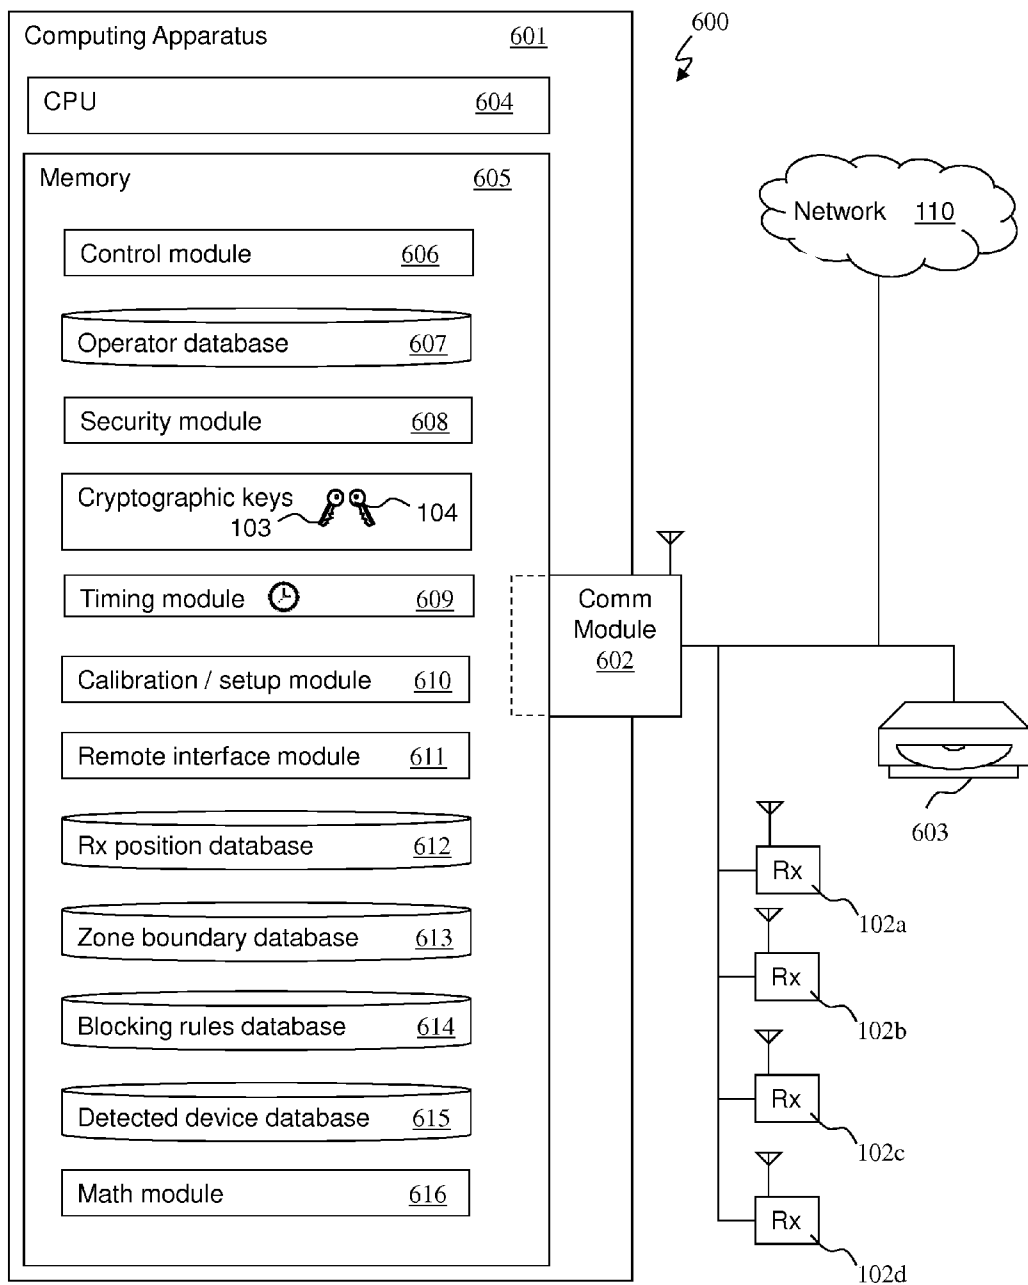 Computing Apparatus 601
600
CPU 604
Memory 605
Network 110
Control module 606
Operator database 607
Security module 608
Cryptographic keys
103 104
Timing module 609
Comm
Module
602
Calibration / setup module 610
Remote interface module 611
603
Rx position database 612
Rx
102a
Zone boundary database 613
Rx
102b
Blocking rules database 614
Rx
102c
Detected device database 615
Math module 616
Rx
102d